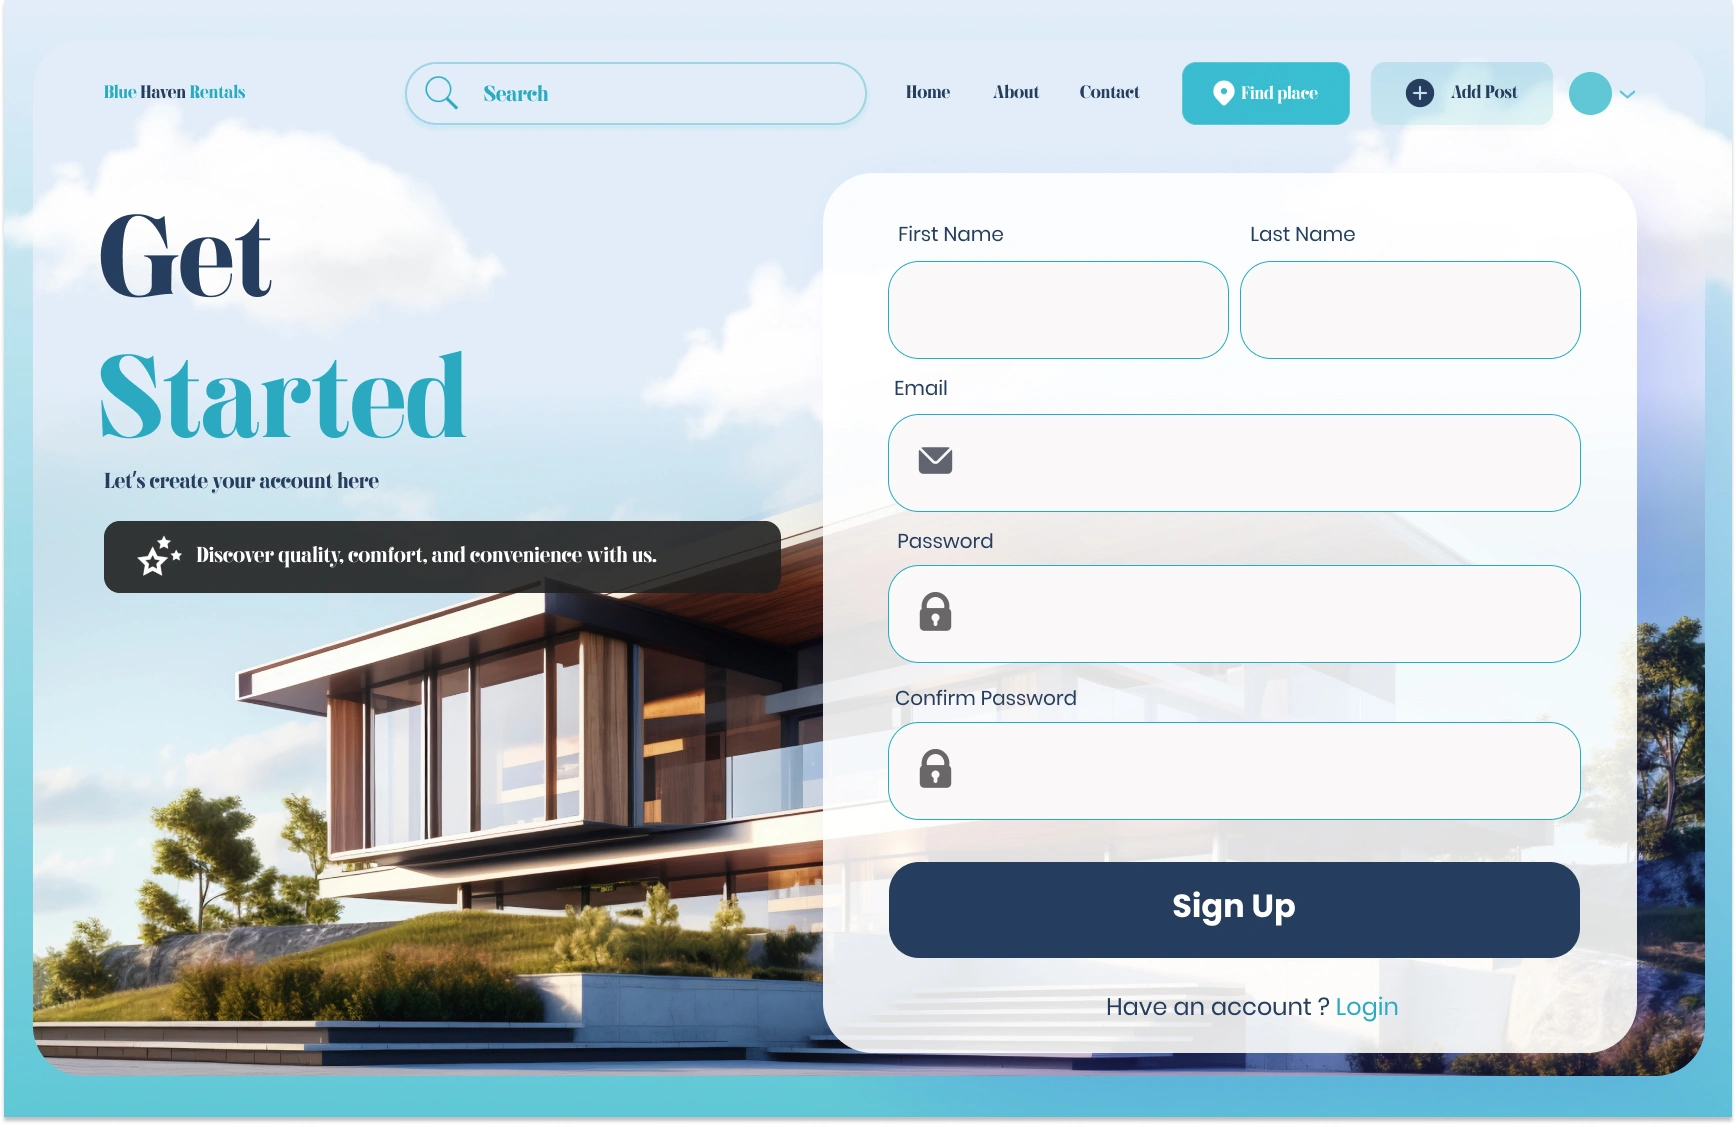 Blue Haven Rentals
Search
Home
About
Contact
Find place
Add Post
Get
Started
Let's create your account here
Discover quality, comfort, and convenience with us.
First Name
Last Name
Email
Password
Confirm Password
Sign Up
Have an account ? Login